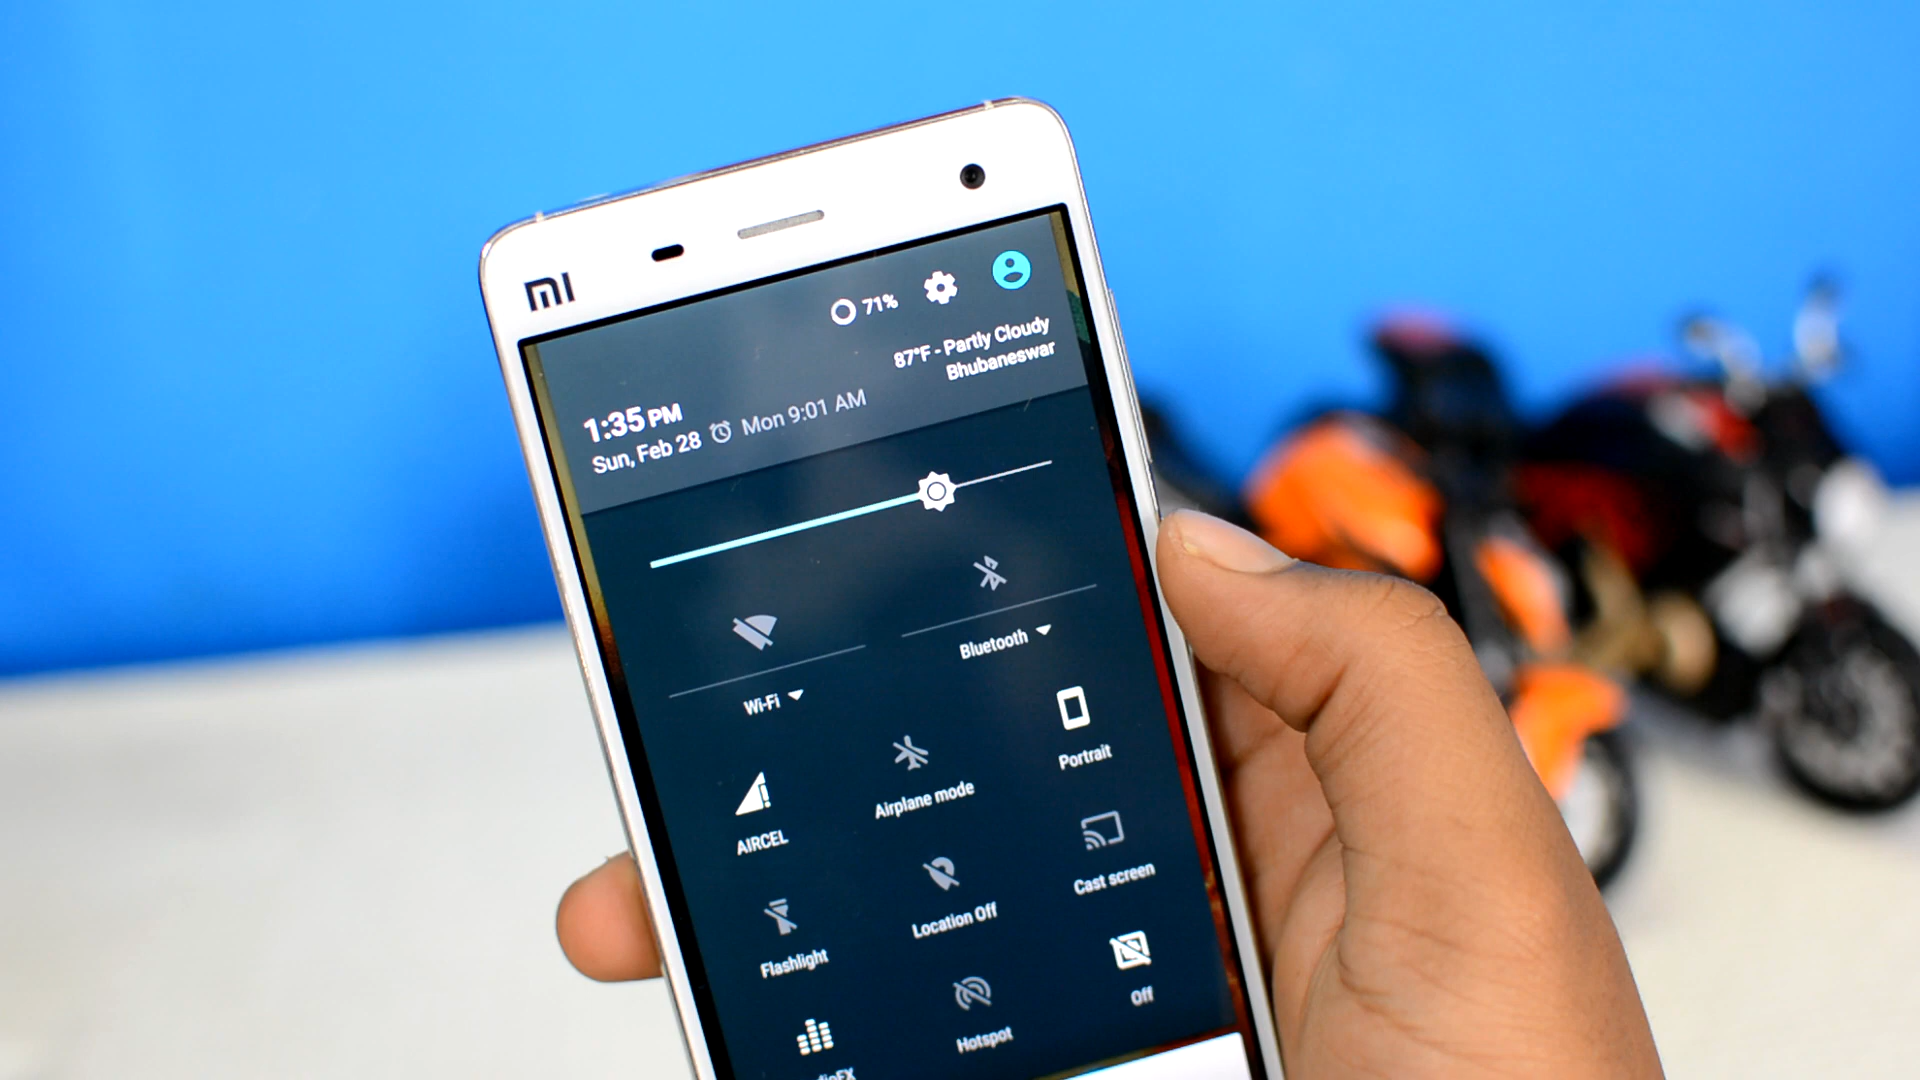 MI
71%
87°F - Partly Cloudy
Bhubaneswar
1:35 PM
Sun, Feb 28 Mon 9:01 AM
Bluetooth
Wi-Fi
Portrait
Airplane mode
AIRCEL
Cast screen
Location Off
Flashlight
Off
Hotspot